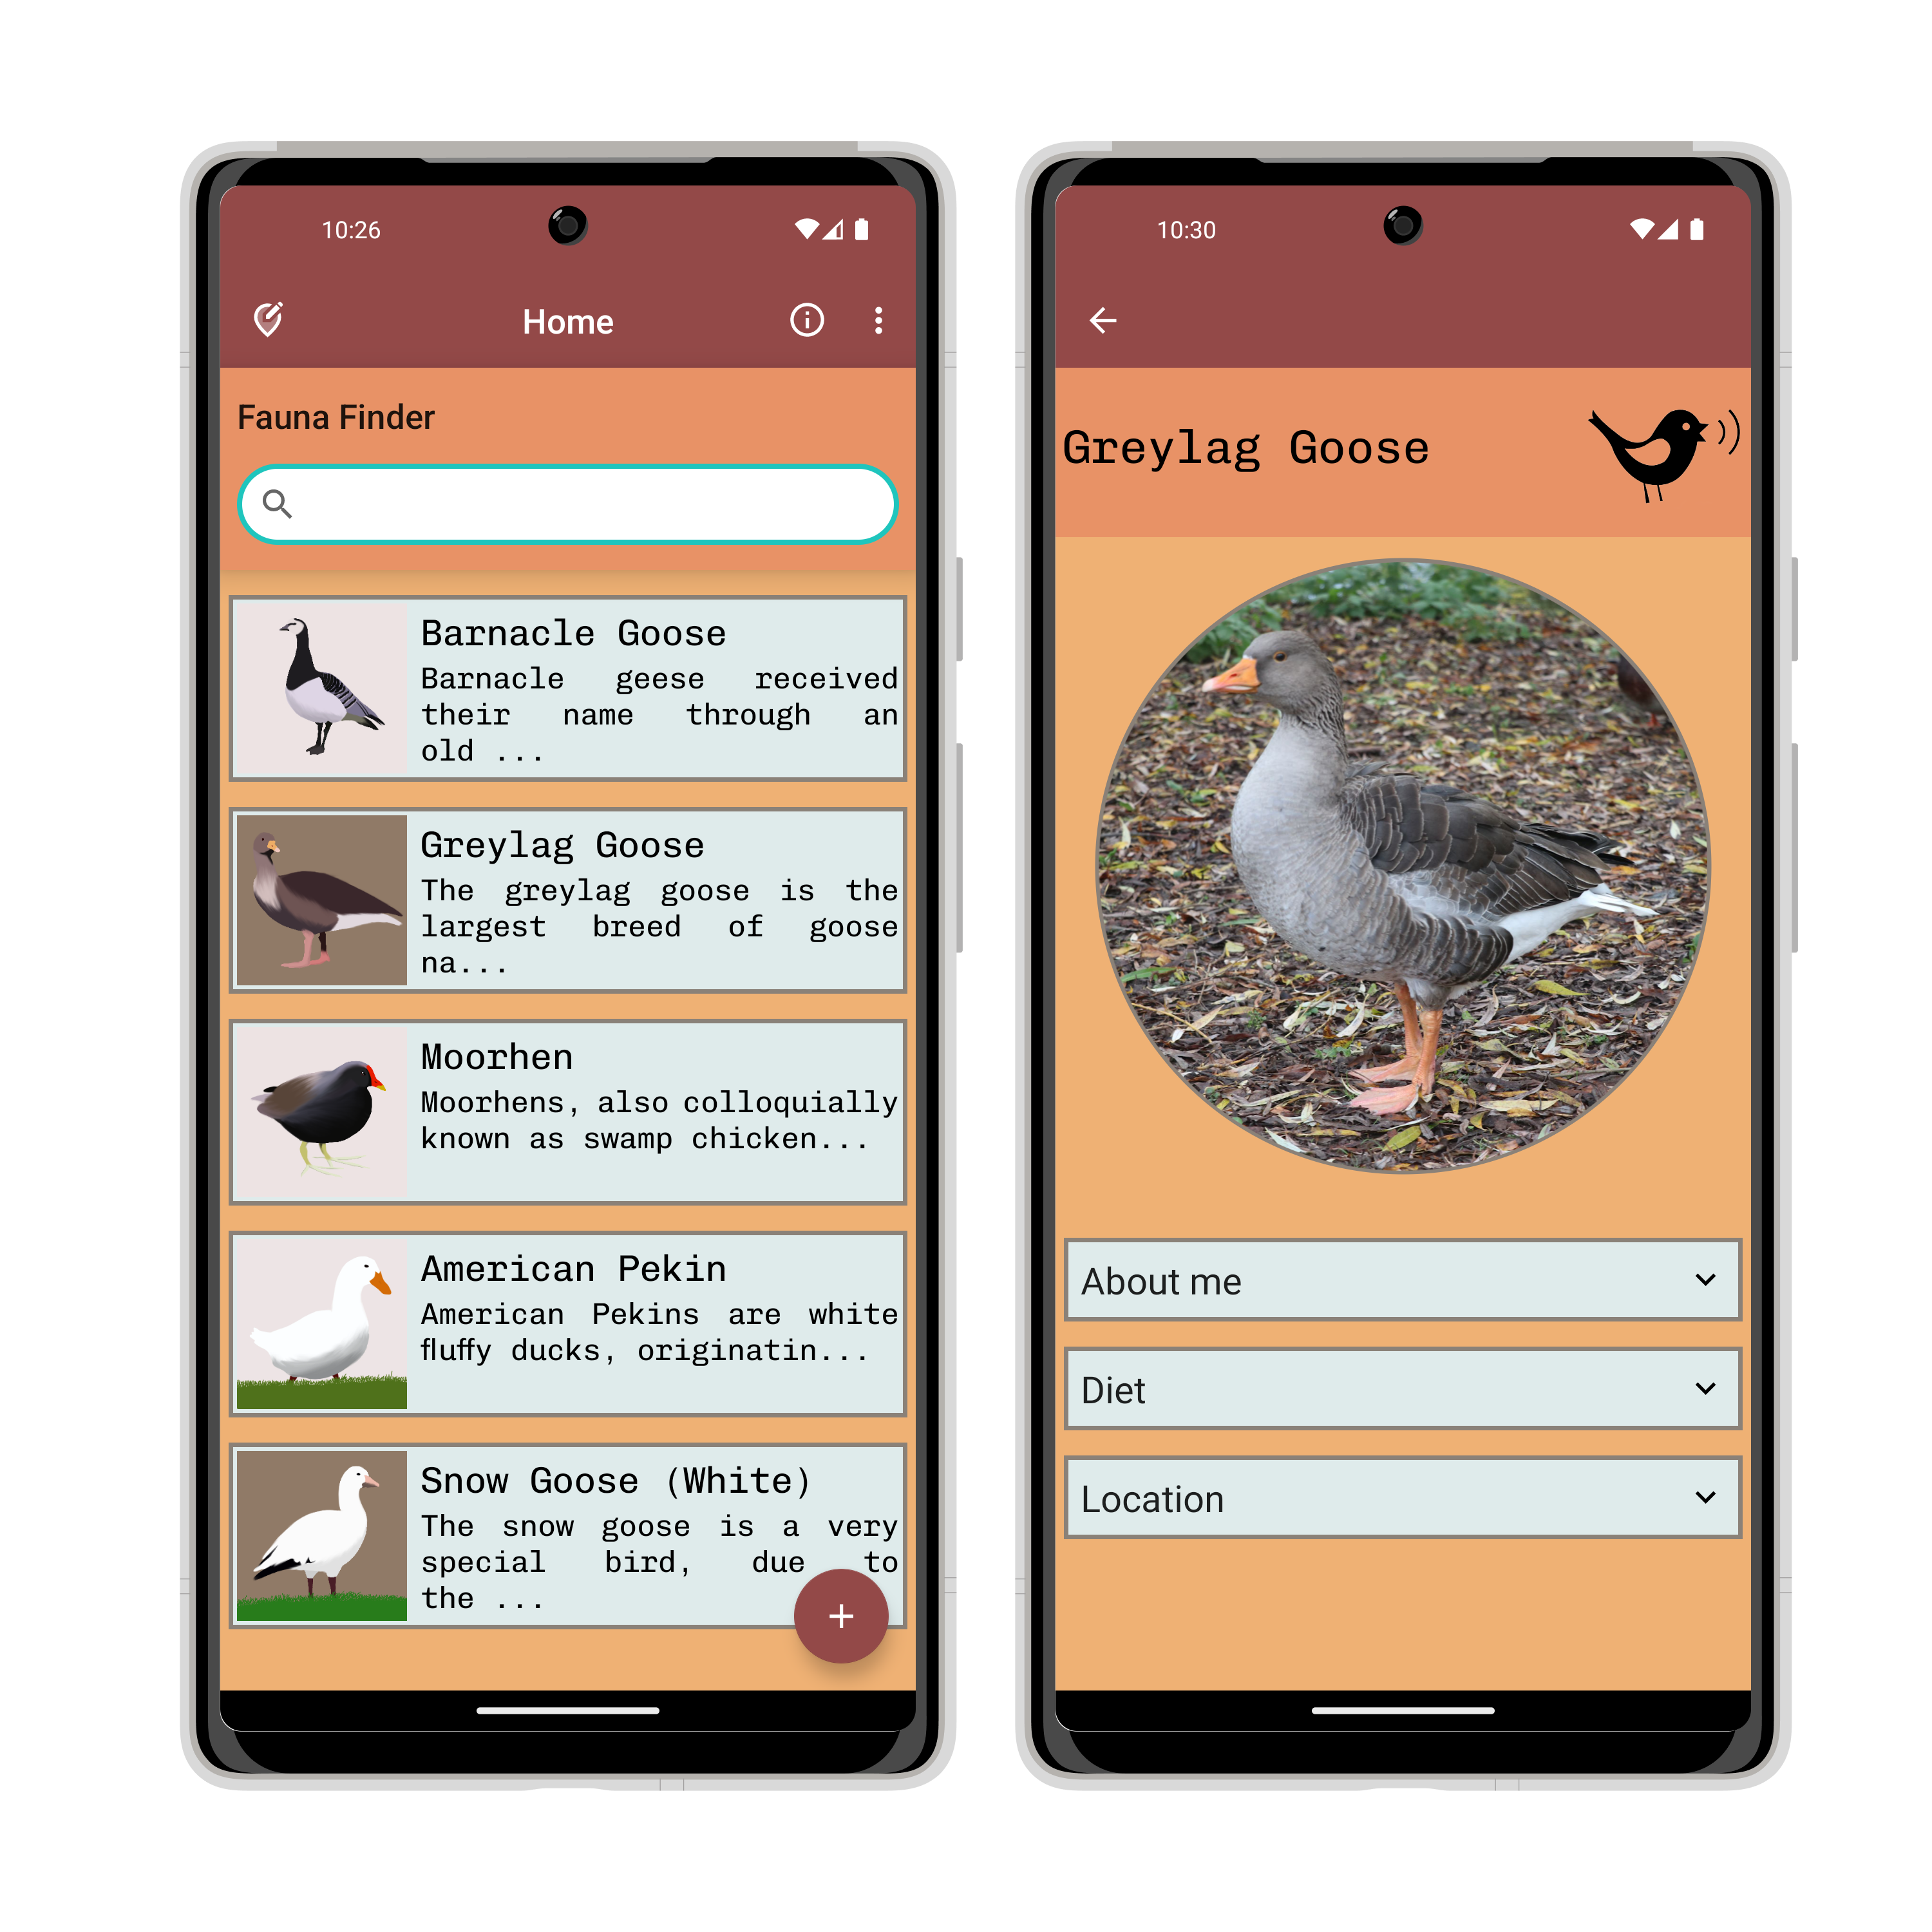 10:26
Home
Fauna Finder
Barnacle Goose
Barnacle geese received
their name through an
old ...
Greylag Goose
The greylag goose is the
largest breed of goose
na...
Moorhen
Moorhens, also colloquially
known as swamp chicken...
American Pekin
American Pekins are white
fluffy ducks, originatin...
Snow Goose (White)
The snow goose is a very
special bird, due to
the ...
10:30
Greylag Goose
About me
Diet
Location